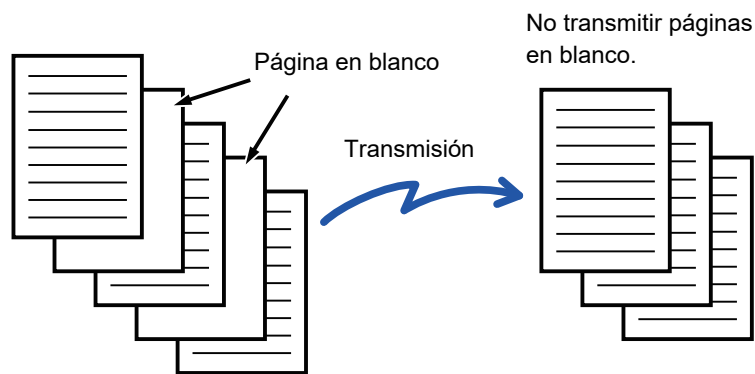 No transmitir páginas
en blanco.
Página en blanco
Transmisión